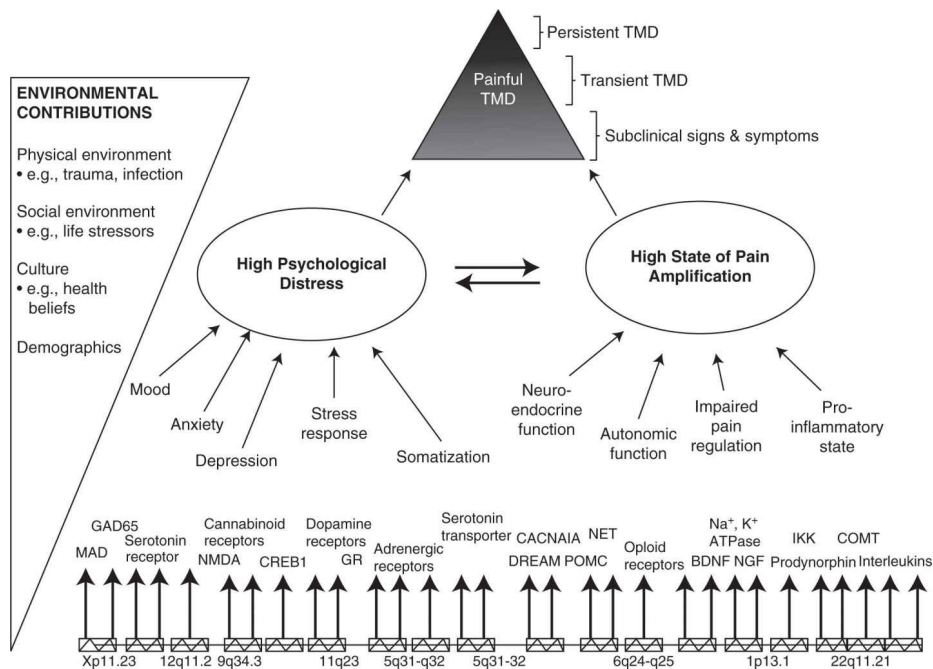 Persistent TMD
Painful
TMD
Transient TMD
Subclinical signs & symptoms
ENVIRONMENTAL
CONTRIBUTIONS
Physical environment
• e.g., trauma, infection
Social environment
• e.g., life stressors
Culture
• e.g., health
beliefs
Demographics
High Psychological
Distress
High State of Pain
Amplification
Mood
Anxiety
Depression
Stress
response
Somatization
Neuro-
endocrine
function
Autonomic
function
Impaired
pain
regulation
Pro-
inflammatory
state
MAD
GAD65
Serotonin
receptor
Cannabinoid
receptors
NMDA
CREB1
Dopamine
receptors
GR
Adrenergic
receptors
Serotonin
transporter
CACNAIA
DREAM
POMC
NET
Oploid
receptors
Na⁺, K⁺
ATPase
BDNF
NGF
IKK
Prodynorphin
COMT
Interleukins
Xp11.23
12q11.2
9q34.3
11q23
5q31-q32
5q31-32
6q24-q25
1p13.1
22q11.21